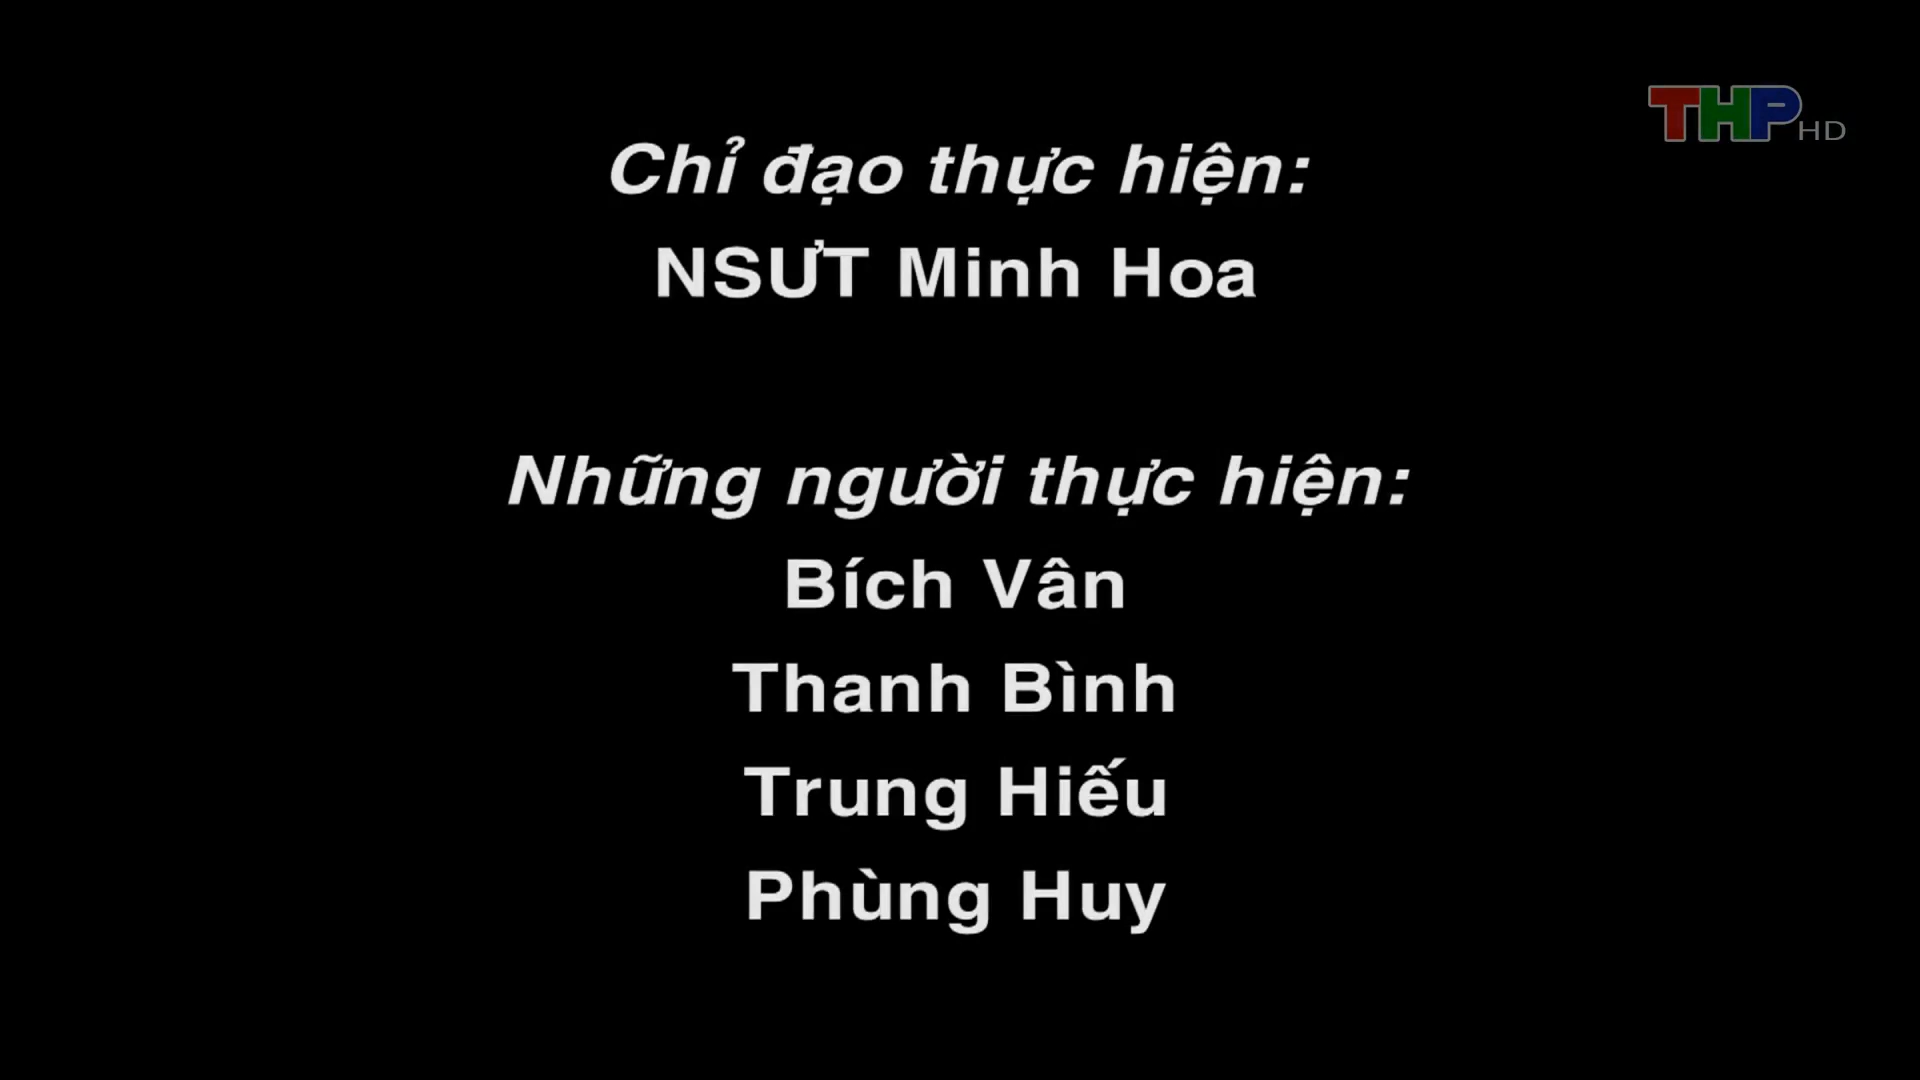 THP HD
Chỉ đạo thực hiện:
NSƯT Minh Hoa
Những người thực hiện:
Bích Vân
Thanh Bình
Trung Hiếu
Phùng Huy